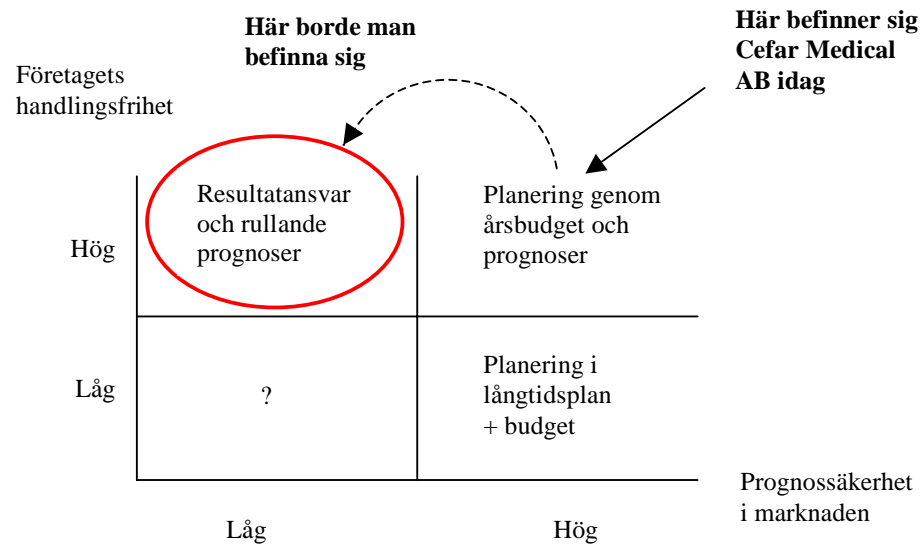 Här borde man
befinna sig
Här befinner sig
Cefar Medical
AB idag
Företagets
handlingsfrihet
Resultatansvar
och rullande
prognoser
Planering genom
årsbudget och
prognoser
Hög
Låg
?
Planering i
långtidsplan
+ budget
Prognossäkerhet
i marknaden
Låg
Hög